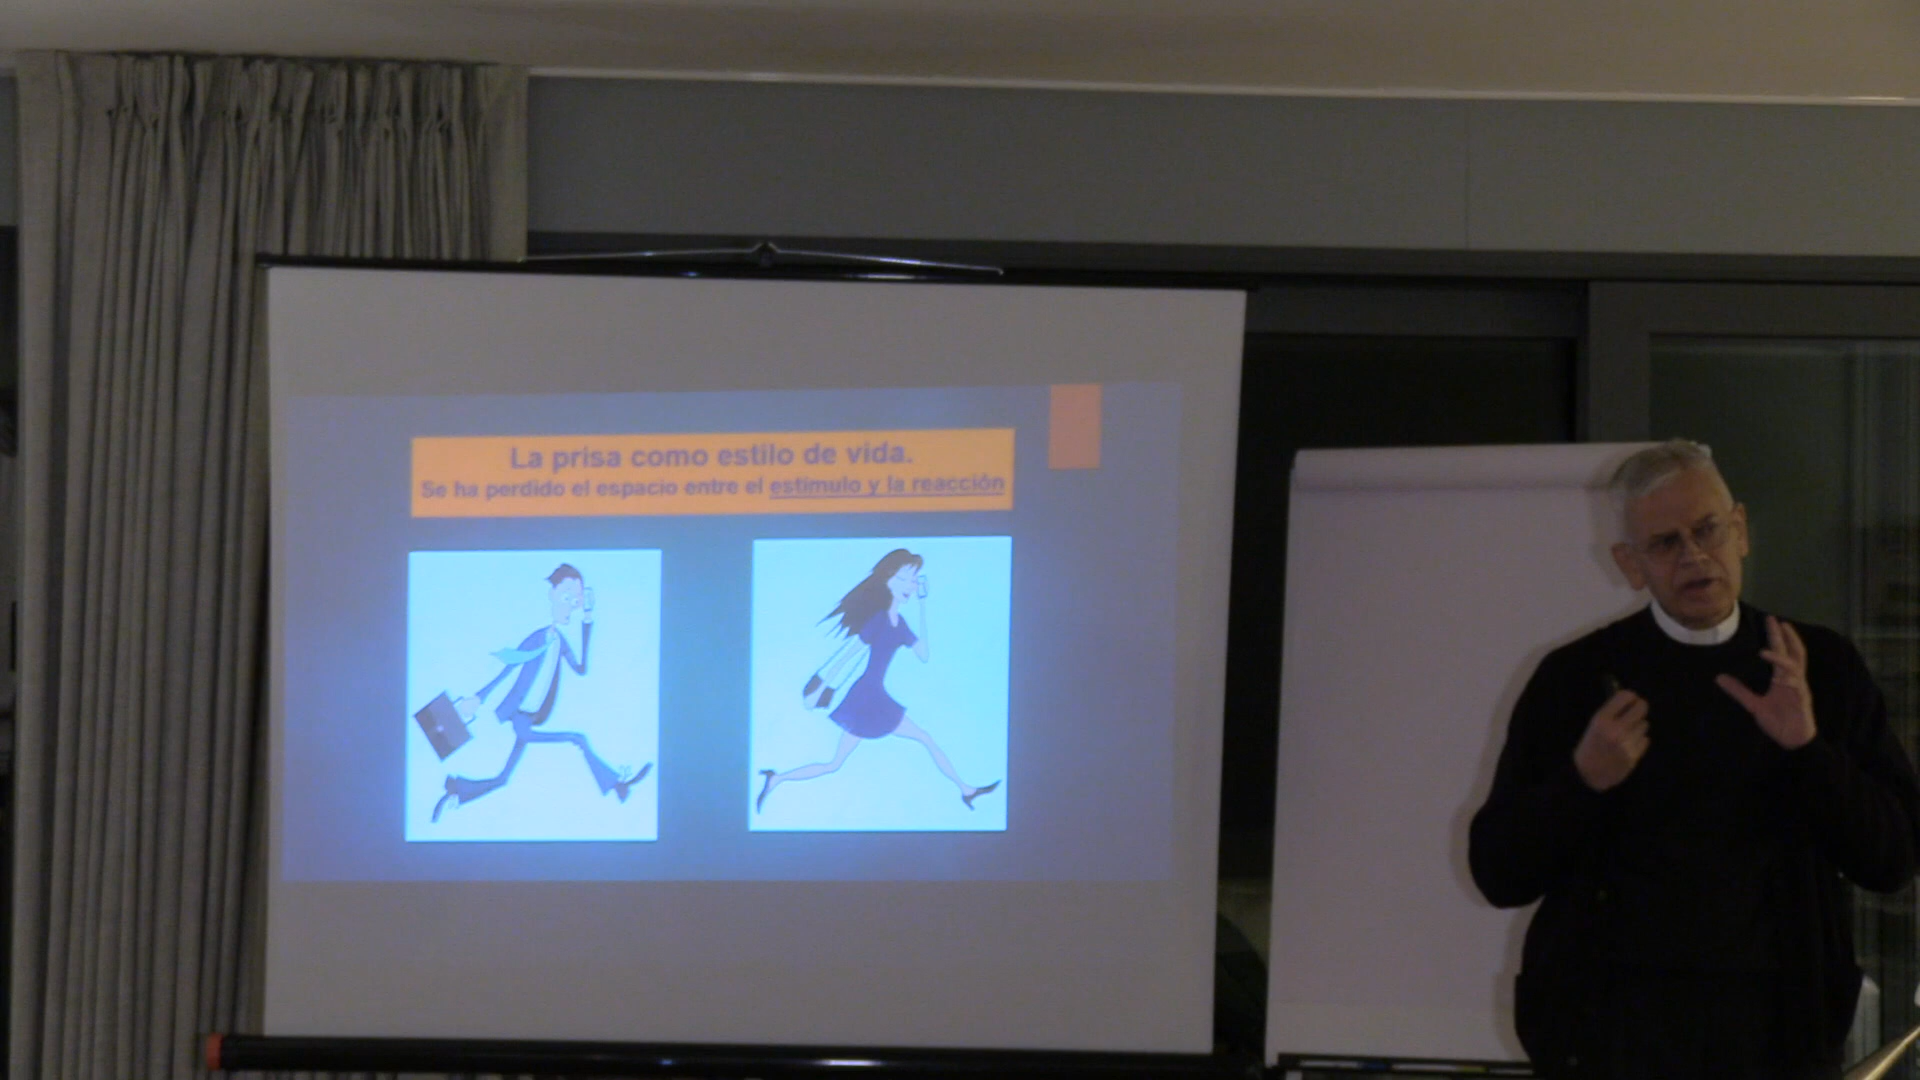 La prisa como estilo de vida.
Se ha perdido el espacio entre el estímulo y la reacción